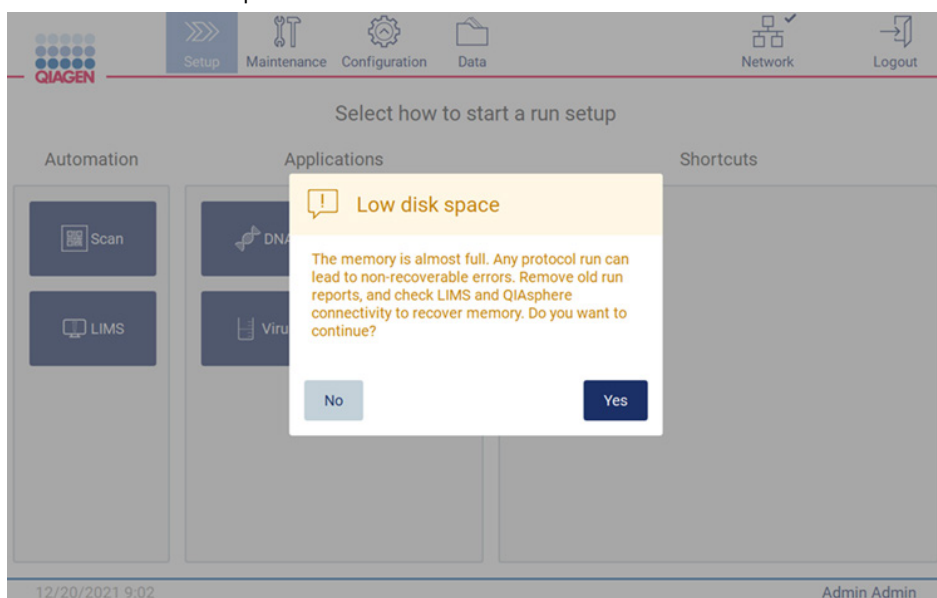 QIAGEN
Setup
Maintenance
Configuration
Data
Network
Logout
Select how to start a run setup
Automation
Applications
Shortcuts
Scan
DNA
LIMS
Viru
Low disk space
The memory is almost full. Any protocol run can
lead to non-recoverable errors. Remove old run
reports, and check LIMS and QIAsphere
connectivity to recover memory. Do you want to
continue?
No
Yes
12/20/2021 9:02
Admin Admin